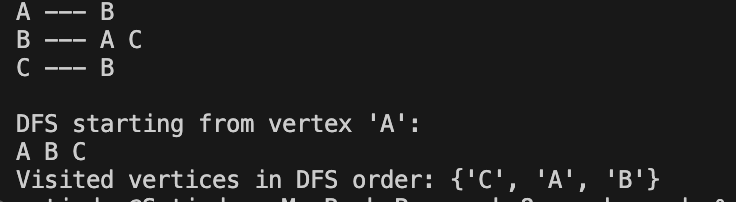 A --- B
B --- A C
C --- B
DFS starting from vertex 'A':
A B C
Visited vertices in DFS order: {'C', 'A', 'B'}